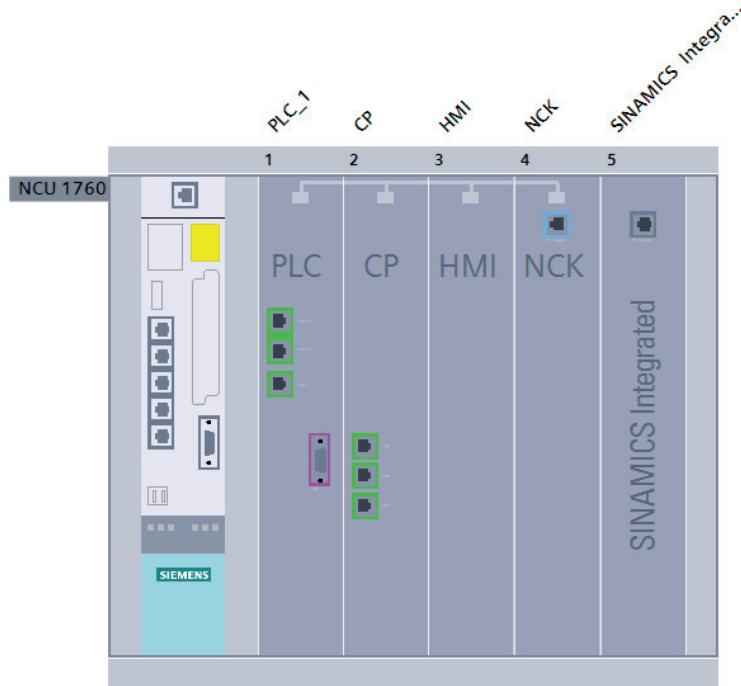 PLC_1
CP
HMI
NCK
SINAMICS Integra...
1
2
3
4
5
NCU 1760
PLC
CP
HMI
NCK
SINAMICS Integrated
SIEMENS